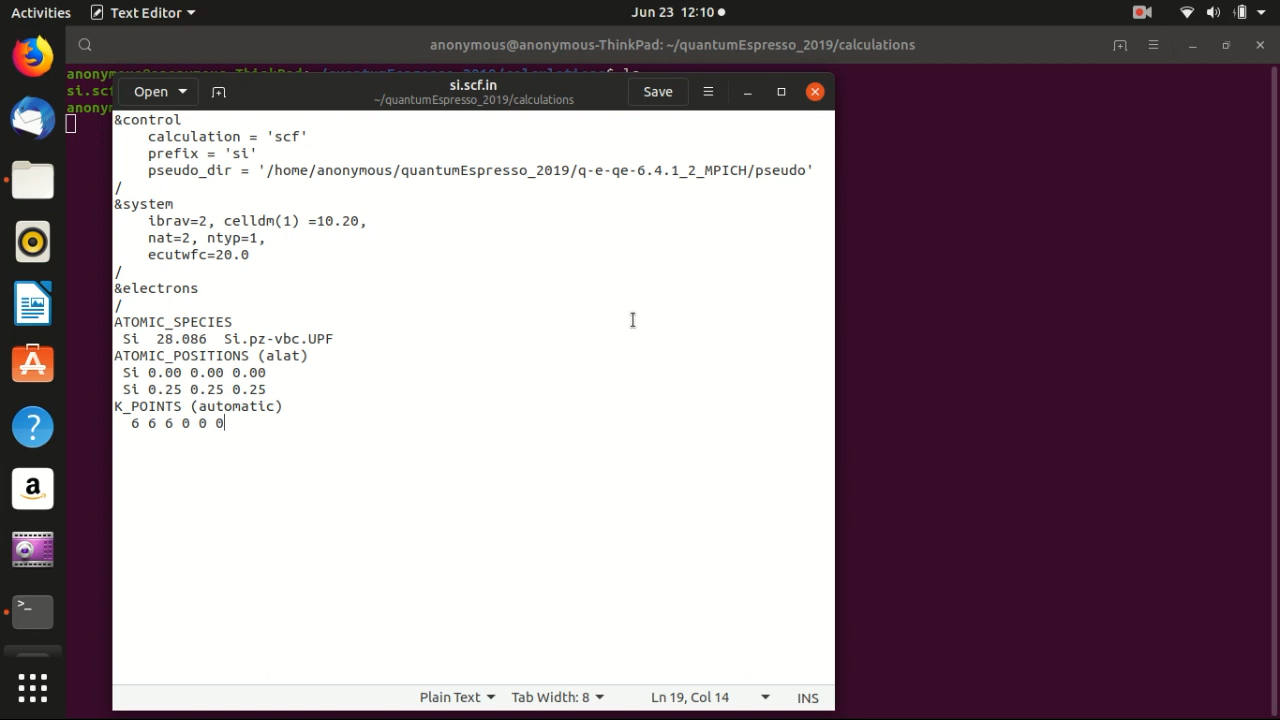 Activities Text Editor Jun 23 12:10
anonymous@anonymous-ThinkPad: ~/quantumEspresso_2019/calculations
si.scf
anonym
Open si.scf.in Save
~/quantumEspresso_2019/calculations
&control
calculation = 'scf'
prefix = 'si'
pseudo_dir = '/home/anonymous/quantumEspresso_2019/q-e-qe-6.4.1_2_MPICH/pseudo'
/
&system
ibrav=2, celldm(1) =10.20,
nat=2, ntyp=1,
ecutwfc=20.0
/
&electrons
/
ATOMIC_SPECIES
Si 28.086 Si.pz-vbc.UPF
ATOMIC_POSITIONS (alat)
Si 0.00 0.00 0.00
Si 0.25 0.25 0.25
K_POINTS (automatic)
6 6 6 0 0 0
Plain Text Tab Width: 8 Ln 19, Col 14 INS